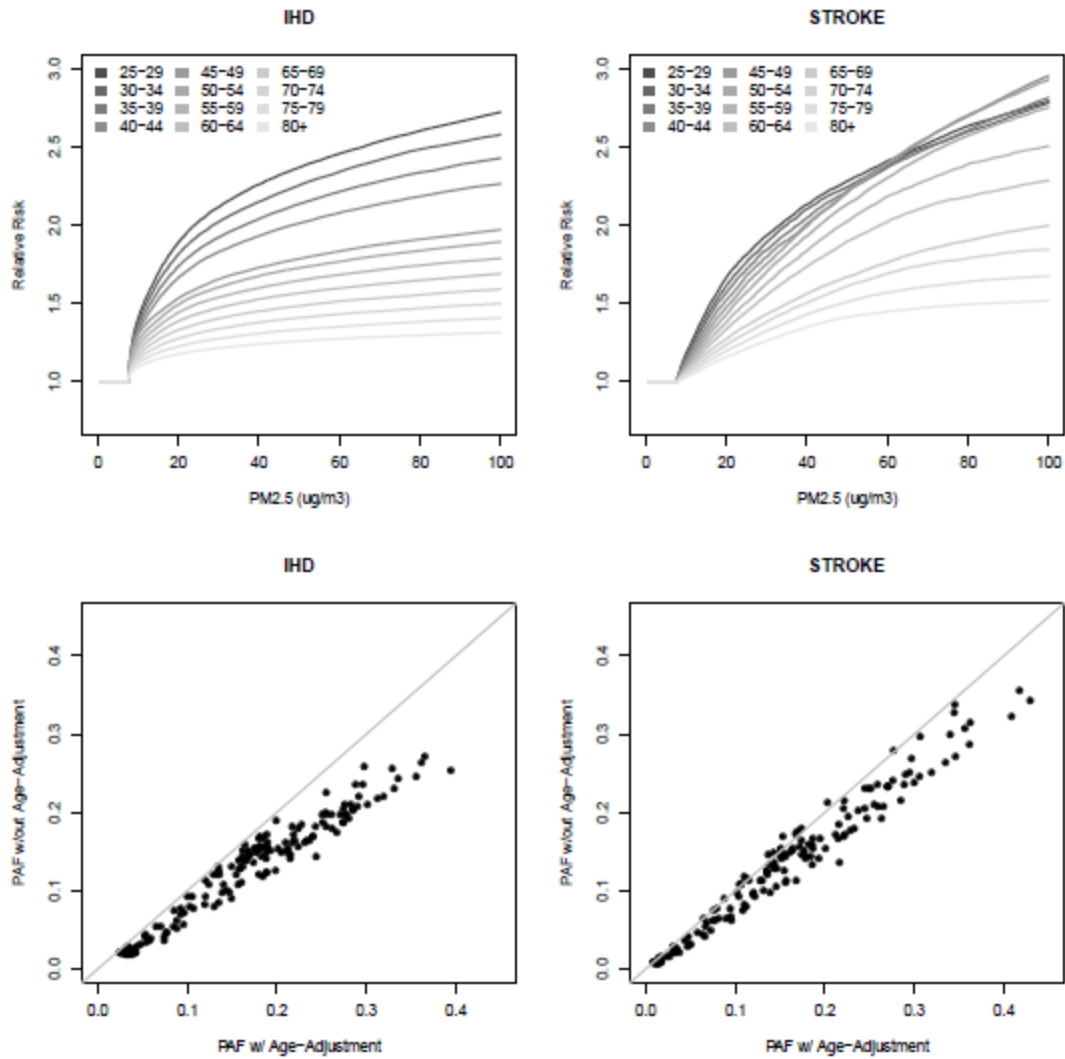 IHD
3.0
2.5
2.0
1.5
1.0
Relative Risk
25-29 45-49 65-69
30-34 50-54 70-74
35-39 55-59 75-79
40-44 60-64 80+
0 20 40 60 80 100
PM2.5 (ug/m3)
STROKE
3.0
2.5
2.0
1.5
1.0
Relative Risk
25-29 45-49 65-69
30-34 50-54 70-74
35-39 55-59 75-79
40-44 60-64 80+
0 20 40 60 80 100
PM2.5 (ug/m3)
IHD
0.4
0.3
0.2
0.1
0.0
PAF w/out Age-Adjustment
0.0 0.1 0.2 0.3 0.4
PAF w/ Age-Adjustment
STROKE
0.4
0.3
0.2
0.1
0.0
PAF w/out Age-Adjustment
0.0 0.1 0.2 0.3 0.4
PAF w/ Age-Adjustment